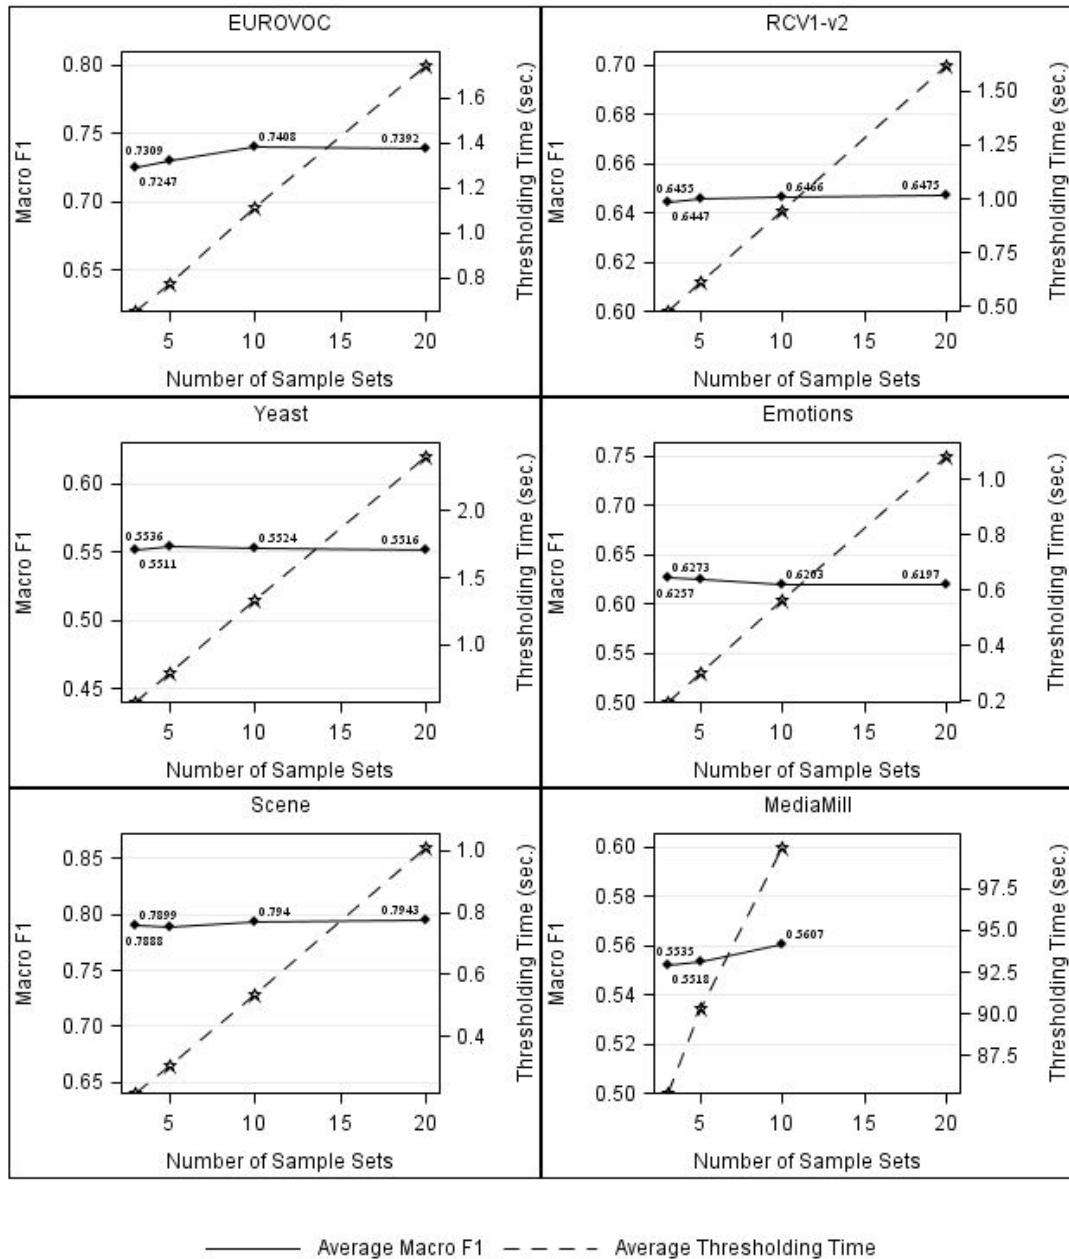 EUROVOC
0.80
0.75
0.70
0.65
Macro F1
0.7309
0.7247
0.7408
0.7392
1.6
1.4
1.2
1.0
0.8
Thresholding Time (sec.)
5 10 15 20
Number of Sample Sets
RCV1-v2
0.70
0.68
0.66
0.64
0.62
0.60
Macro F1
0.6455
0.6447
0.6466
0.6475
1.50
1.25
1.00
0.75
0.50
Thresholding Time (sec.)
5 10 15 20
Number of Sample Sets
Yeast
0.60
0.55
0.50
0.45
Macro F1
0.5536
0.5511
0.5524
0.5516
2.0
1.5
1.0
Thresholding Time (sec.)
5 10 15 20
Number of Sample Sets
Emotions
0.75
0.70
0.65
0.60
0.55
0.50
Macro F1
0.6273
0.6257
0.6203
0.6197
1.0
0.8
0.6
0.4
0.2
Thresholding Time (sec.)
5 10 15 20
Number of Sample Sets
Scene
0.85
0.80
0.75
0.70
0.65
Macro F1
0.7899
0.7888
0.794
0.7943
1.0
0.8
0.6
0.4
Thresholding Time (sec.)
5 10 15 20
Number of Sample Sets
MediaMill
0.60
0.58
0.56
0.54
0.52
0.50
Macro F1
0.5535
0.5518
0.5607
97.5
95.0
92.5
90.0
87.5
Thresholding Time (sec.)
5 10 15 20
Number of Sample Sets
Average Macro F1 Average Thresholding Time